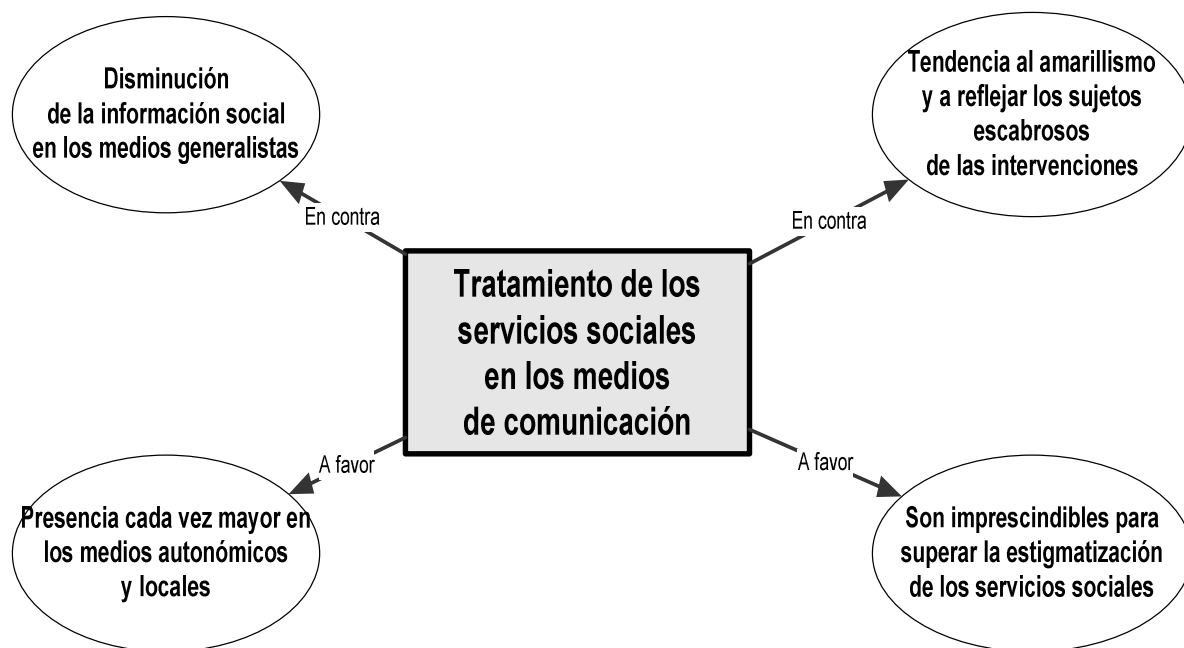 Disminución
de la información social
en los medios generalistas
Tendencia al amarillismo
y a reflejar los sujetos
escabrosos
de las intervenciones
En contra
En contra
Tratamiento de los
servicios sociales
en los medios
de comunicación
A favor
A favor
Presencia cada vez mayor en
los medios autonómicos
y locales
Son imprescindibles para
superar la estigmatización
de los servicios sociales